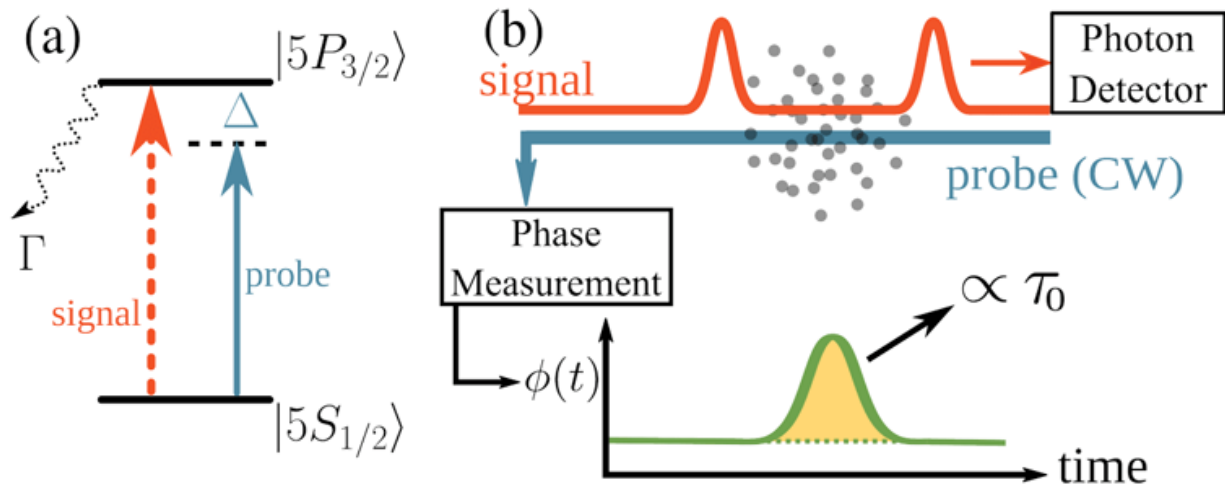 (a)
|5P3/2⟩
Δ
Γ
signal
probe
|5S1/2⟩
(b)
signal
Photon
Detector
probe (CW)
Phase
Measurement
ϕ(t)
∝ τ0
time